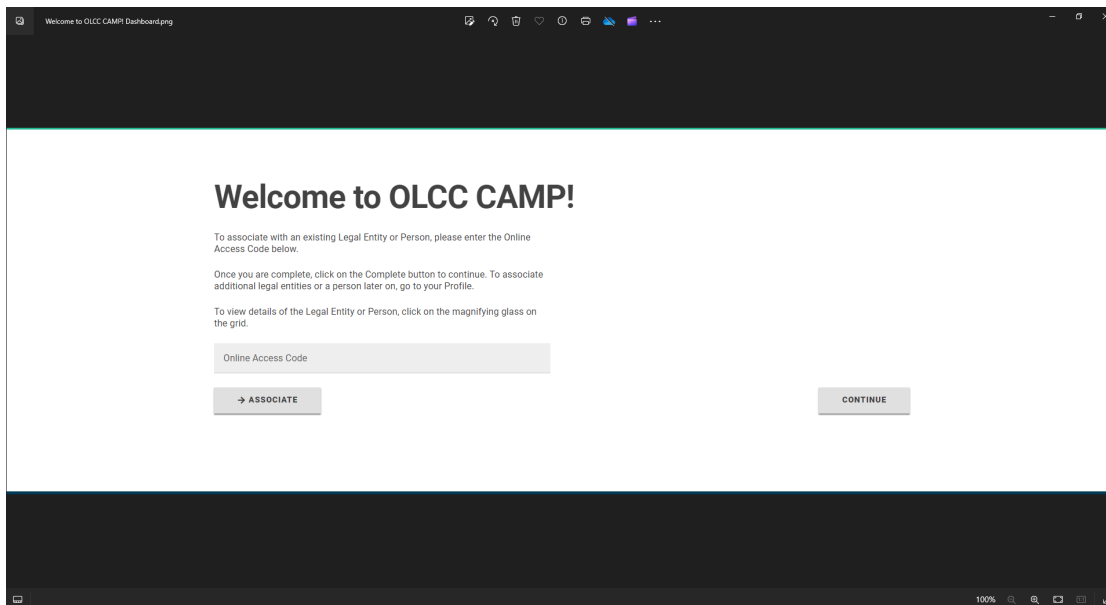 Welcome to OLCC CAMP! Dashboard.png
Welcome to OLCC CAMP!
To associate with an existing Legal Entity or Person, please enter the Online
Access Code below.
Once you are complete, click on the Complete button to continue. To associate
additional legal entities or a person later on, go to your Profile.
To view details of the Legal Entity or Person, click on the magnifying glass on
the grid.
Online Access Code
→ ASSOCIATE
CONTINUE
100%